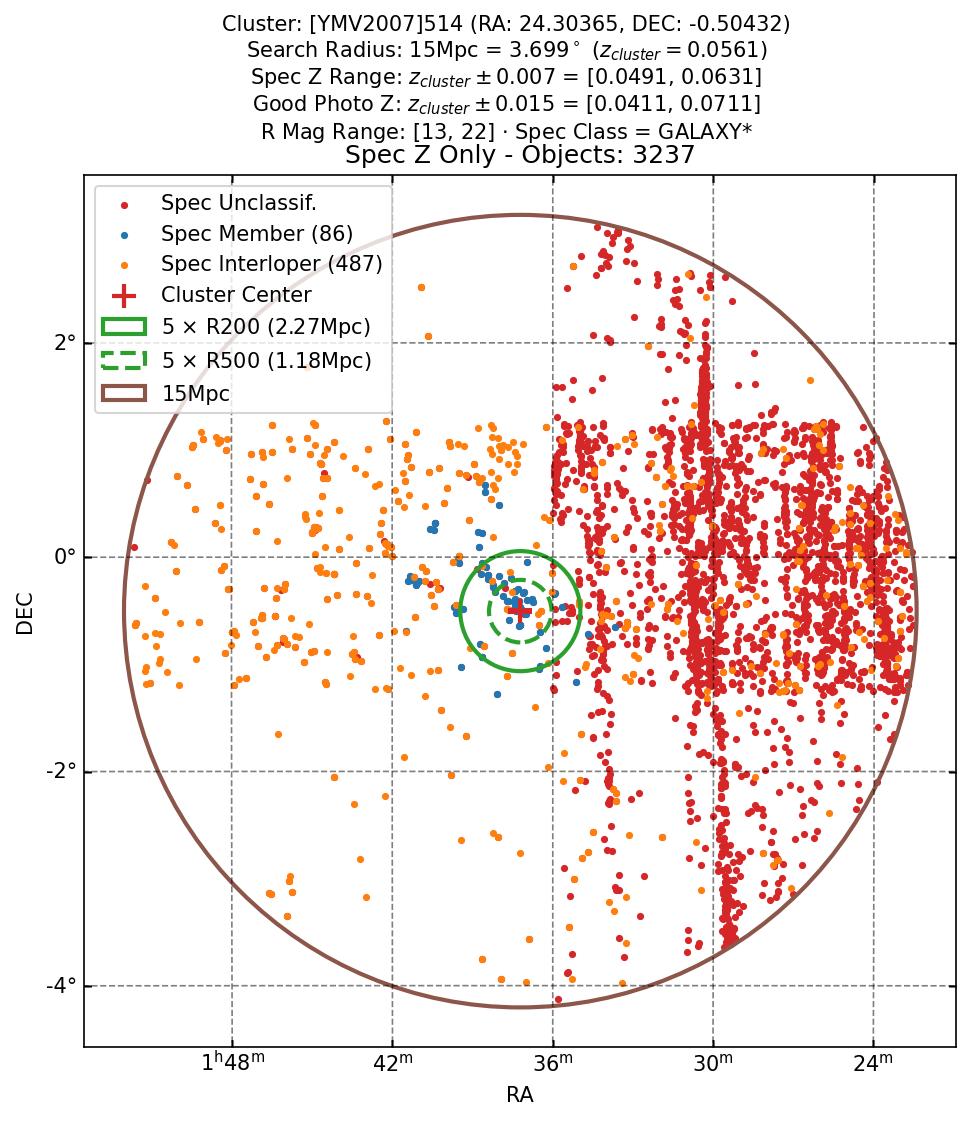 Cluster: [YMV2007]514 (RA: 24.30365, DEC: -0.50432)
Search Radius: 15Mpc = 3.699° (z_cluster = 0.0561)
Spec Z Range: z_cluster ± 0.007 = [0.0491, 0.0631]
Good Photo Z: z_cluster ± 0.015 = [0.0411, 0.0711]
R Mag Range: [13, 22] · Spec Class = GALAXY*
Spec Z Only - Objects: 3237
Spec Unclassif.
Spec Member (86)
Spec Interloper (487)
Cluster Center
5 × R200 (2.27Mpc)
5 × R500 (1.18Mpc)
15Mpc
2°
0°
-2°
-4°
DEC
1h48m 42m 36m 30m 24m
RA